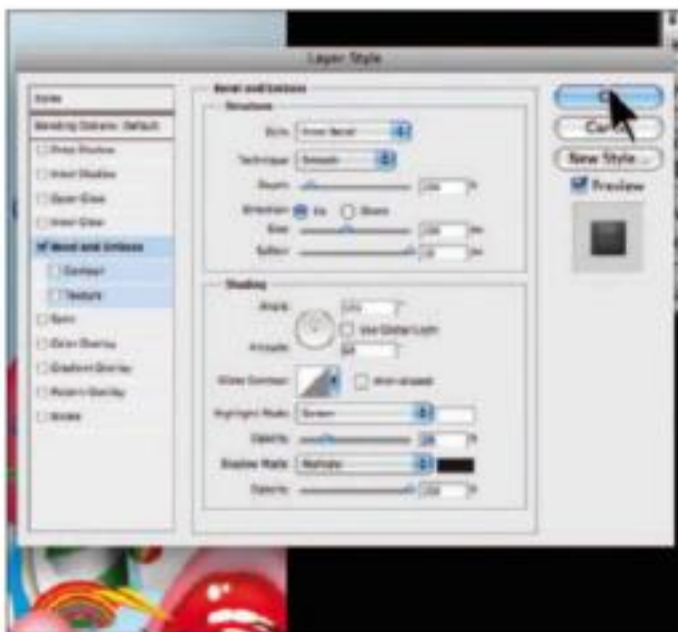 Layer Style
Styles
Blending Options: Default
Drop Shadow
Inner Shadow
Outer Glow
Inner Glow
Bevel and Emboss
Contour
Texture
Satin
Color Overlay
Gradient Overlay
Pattern Overlay
Stroke
Bevel and Emboss
Structure
Style: Inner Bevel
Technique: Smooth
Depth: %
Direction: Up Down
Size: px
Soften: px
Shading
Angle:
Use Global Light
Altitude:
Gloss Contour: Anti-aliased
Highlight Mode: Screen
Opacity: %
Shadow Mode: Multiply
Opacity: %
New Style...
Preview